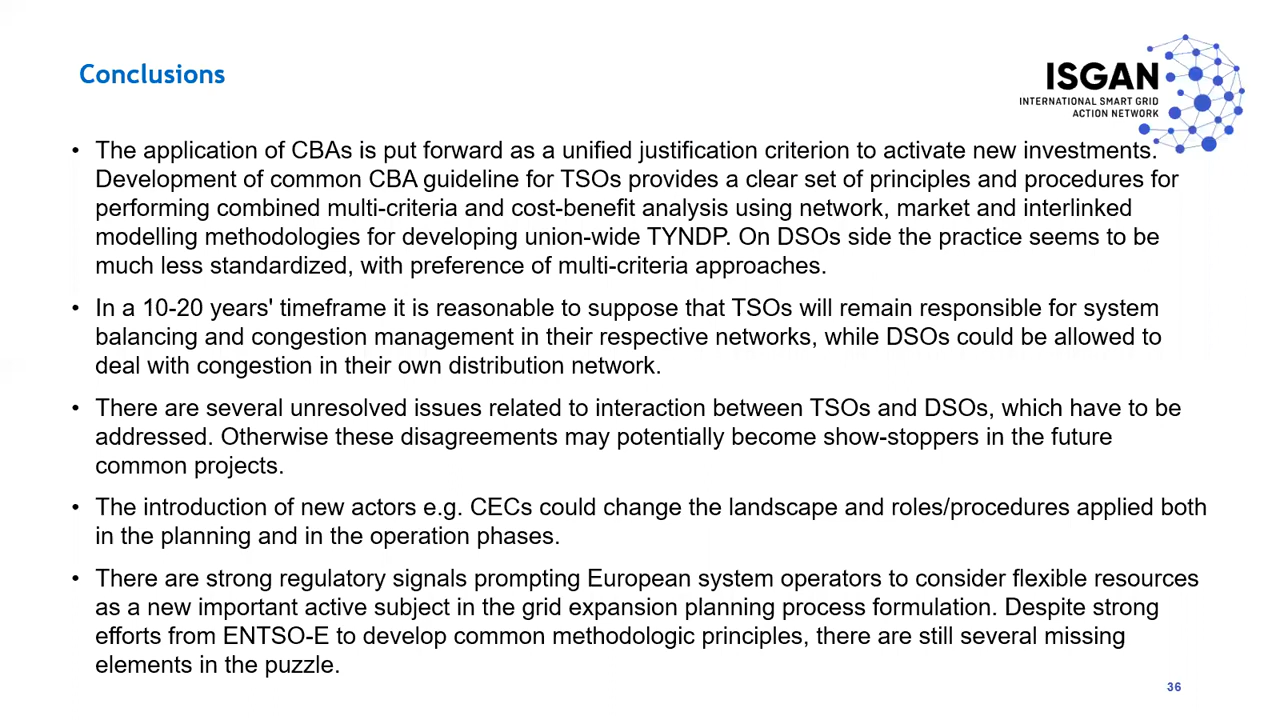 Conclusions
ISGAN
INTERNATIONAL SMART GRID
ACTION NETWORK
• The application of CBAs is put forward as a unified justification criterion to activate new investments.
Development of common CBA guideline for TSOs provides a clear set of principles and procedures for
performing combined multi-criteria and cost-benefit analysis using network, market and interlinked
modelling methodologies for developing union-wide TYNDP. On DSOs side the practice seems to be
much less standardized, with preference of multi-criteria approaches.
• In a 10-20 years' timeframe it is reasonable to suppose that TSOs will remain responsible for system
balancing and congestion management in their respective networks, while DSOs could be allowed to
deal with congestion in their own distribution network.
• There are several unresolved issues related to interaction between TSOs and DSOs, which have to be
addressed. Otherwise these disagreements may potentially become show-stoppers in the future
common projects.
• The introduction of new actors e.g. CECs could change the landscape and roles/procedures applied both
in the planning and in the operation phases.
• There are strong regulatory signals prompting European system operators to consider flexible resources
as a new important active subject in the grid expansion planning process formulation. Despite strong
efforts from ENTSO-E to develop common methodologic principles, there are still several missing
elements in the puzzle.
36